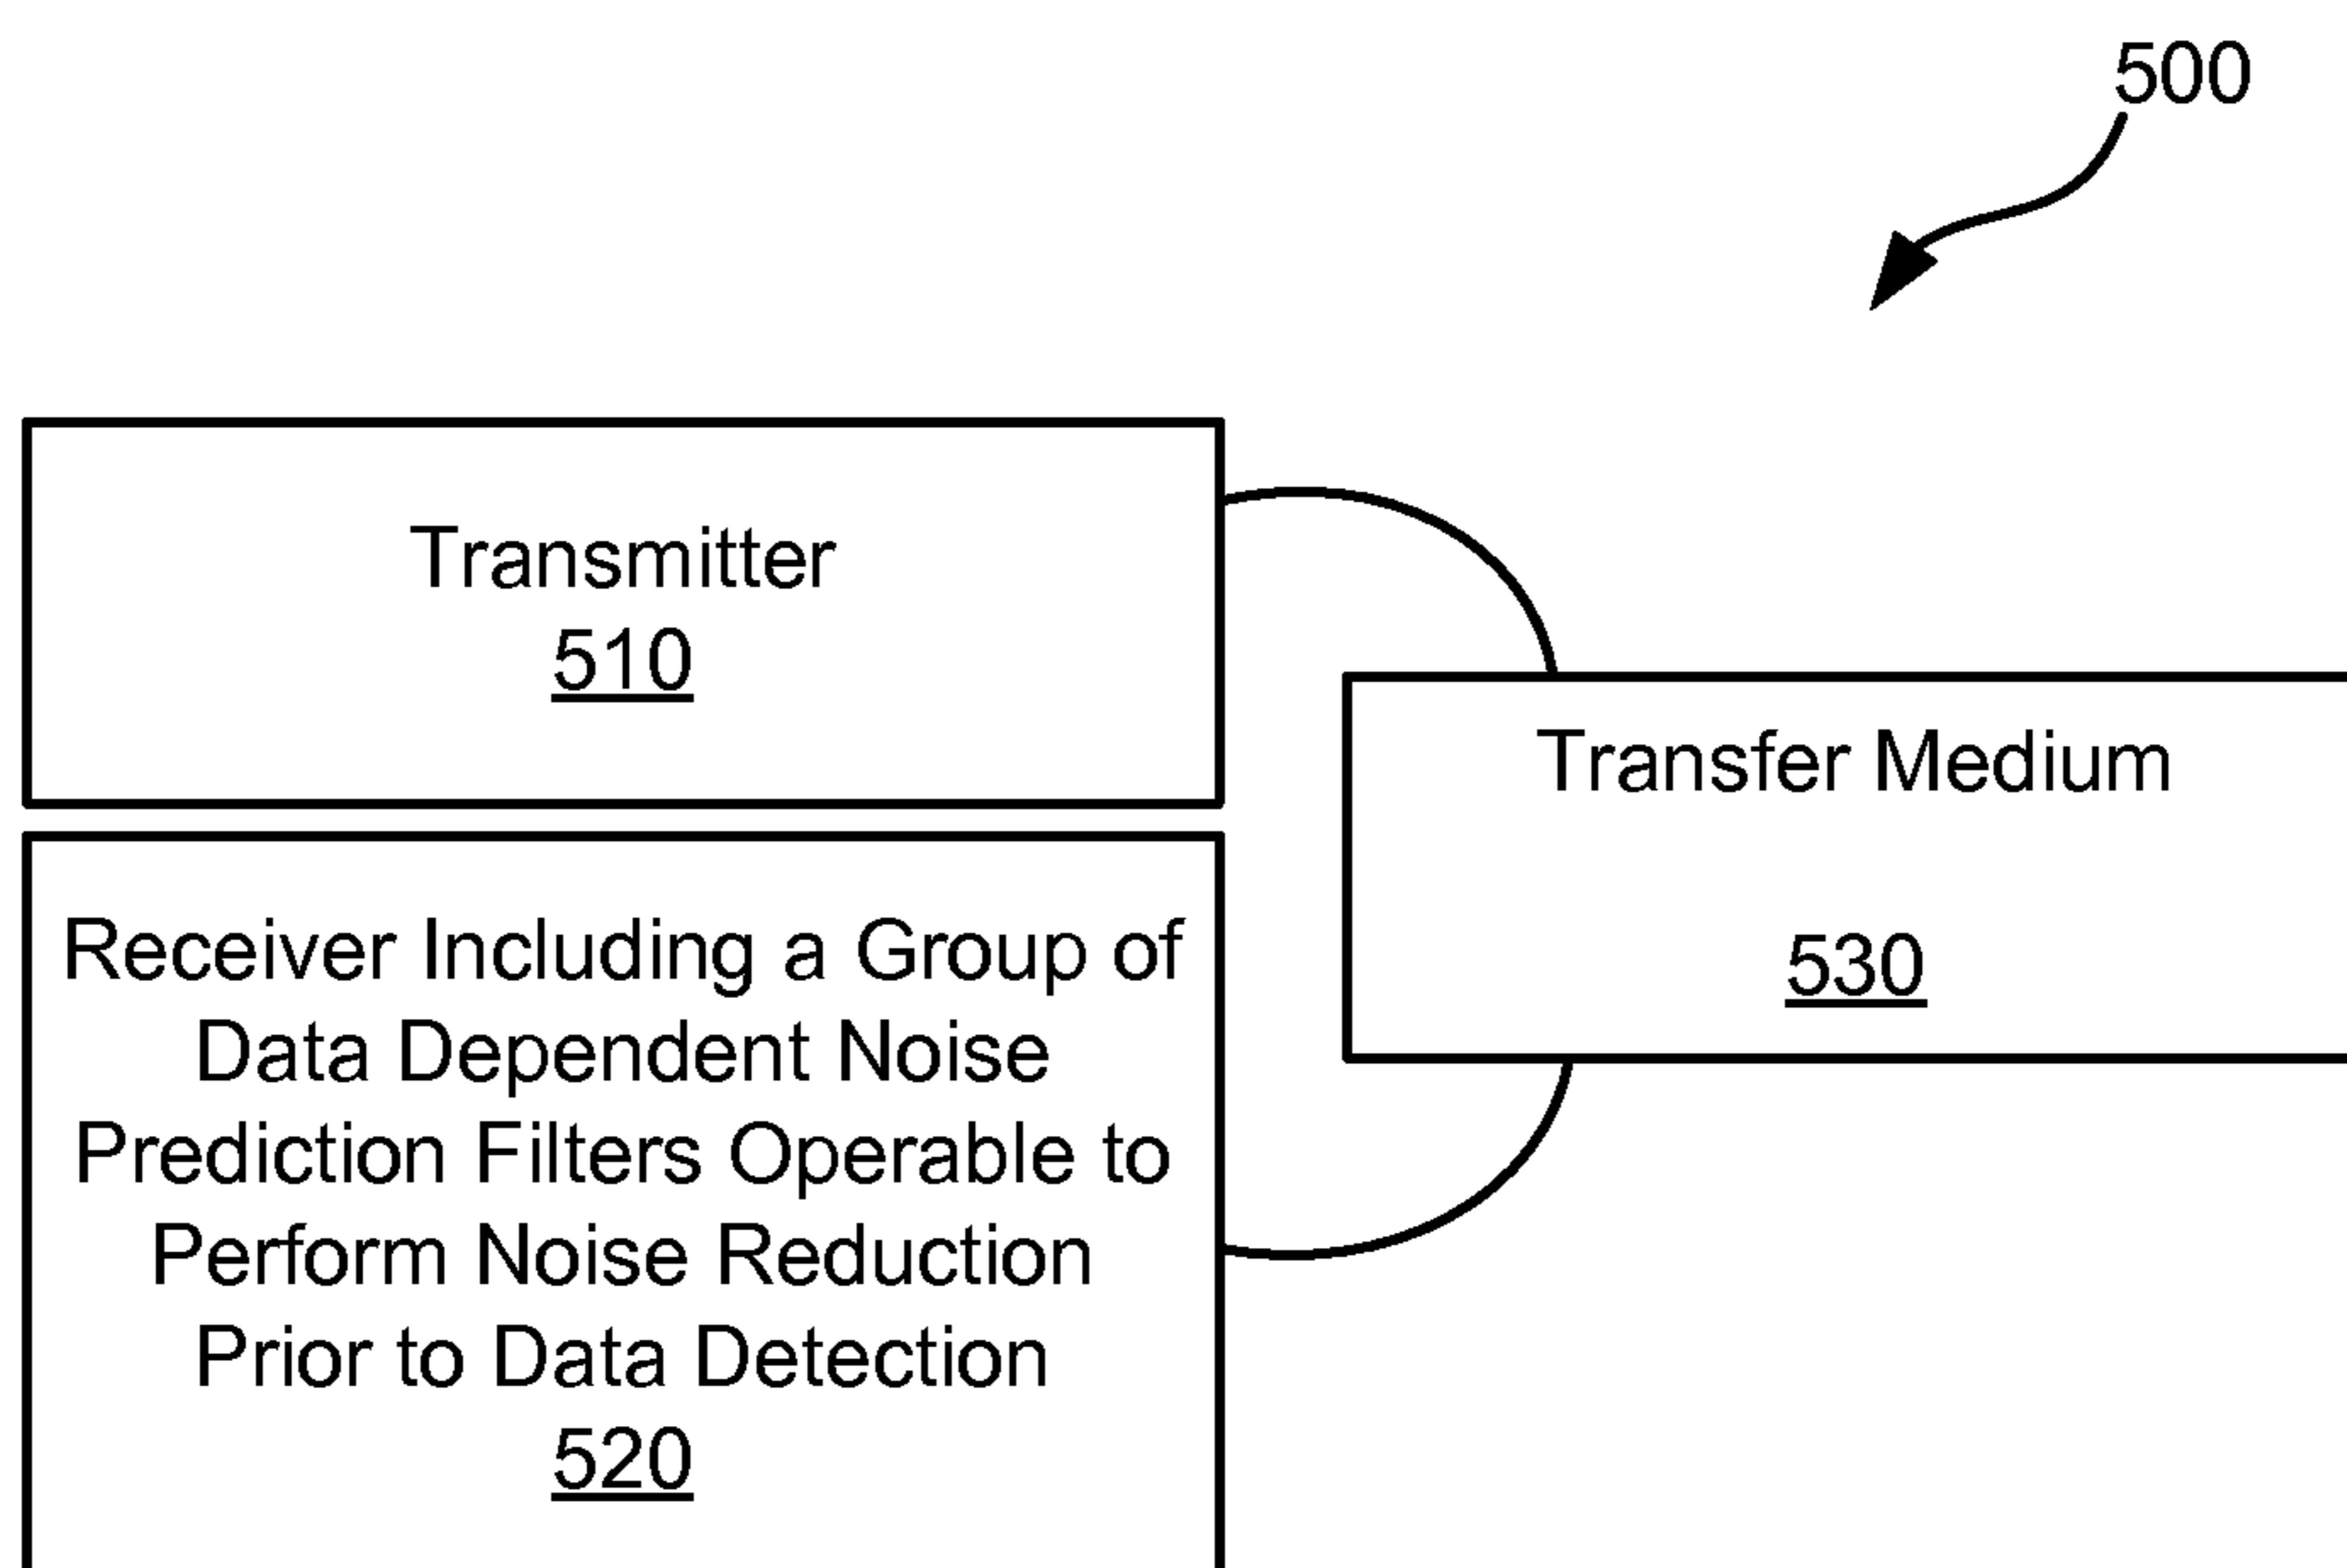 500
Transmitter
510
Transfer Medium
530
Receiver Including a Group of
Data Dependent Noise
Prediction Filters Operable to
Perform Noise Reduction
Prior to Data Detection
520